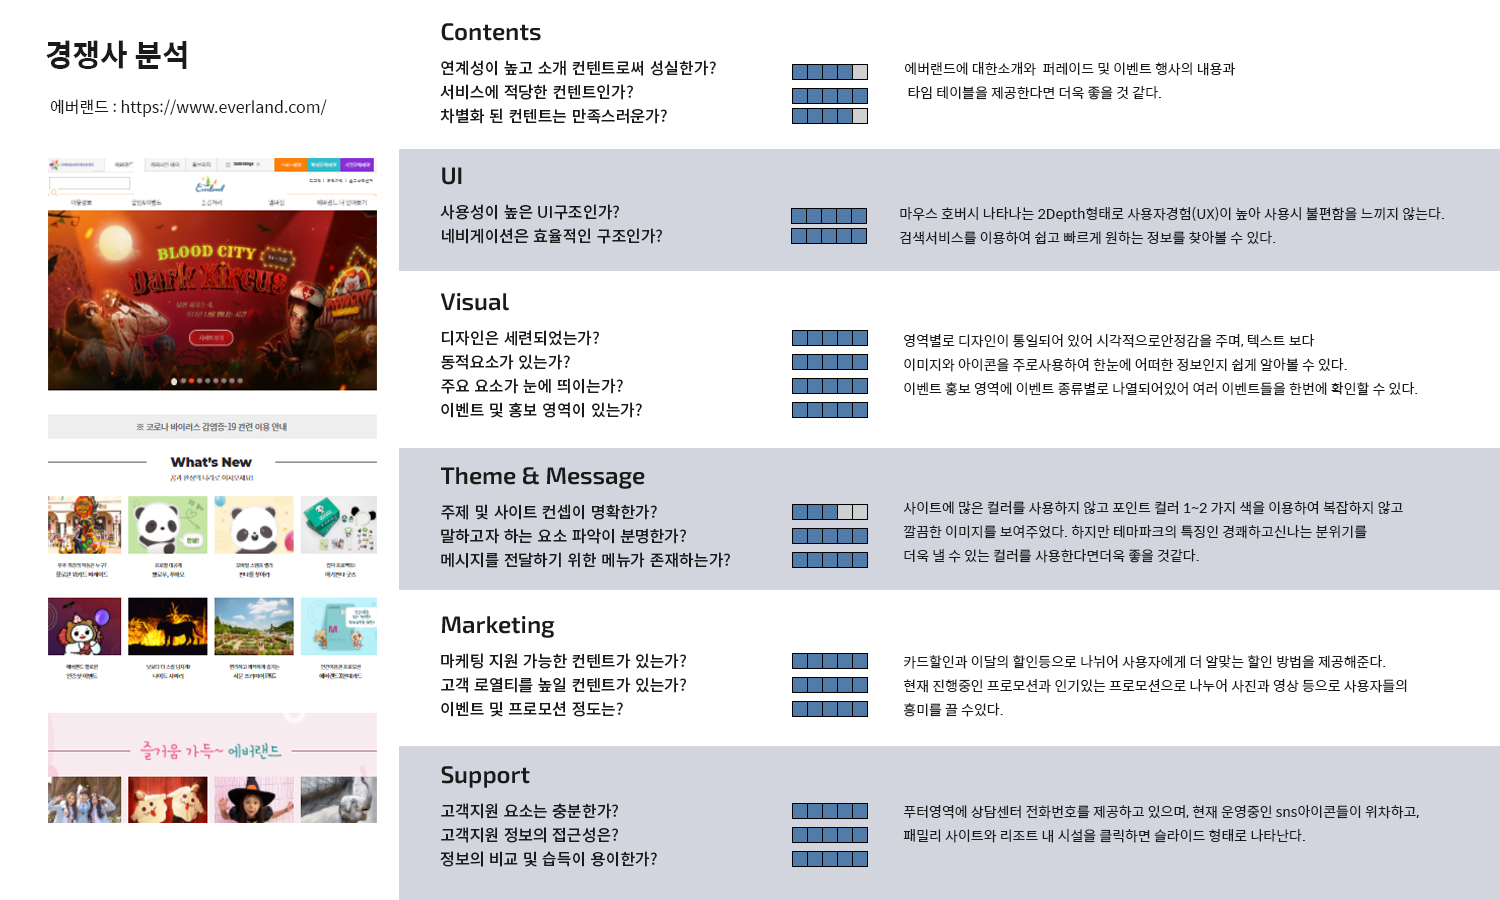 경쟁사 분석
에버랜드 : https://www.everland.com/
Everland
BLOOD CITY
Dark Xircus
자세히 보기
※ 코로나 바이러스 감염증-19 관련 이용 안내
What's New
꿈과 환상의 나라로 어서오세요!
즐거움 가득~ 에버랜드
Contents
연계성이 높고 소개 컨텐트로써 성실한가?
서비스에 적당한 컨텐트인가?
차별화 된 컨텐트는 만족스러운가?
에버랜드에 대한소개와 퍼레이드 및 이벤트 행사의 내용과
타임 테이블을 제공한다면 더욱 좋을 것 같다.
UI
사용성이 높은 UI구조인가?
네비게이션은 효율적인 구조인가?
마우스 호버시 나타나는 2Depth형태로 사용자경험(UX)이 높아 사용시 불편함을 느끼지 않는다.
검색서비스를 이용하여 쉽고 빠르게 원하는 정보를 찾아볼 수 있다.
Visual
디자인은 세련되었는가?
동적요소가 있는가?
주요 요소가 눈에 띄이는가?
이벤트 및 홍보 영역이 있는가?
영역별로 디자인이 통일되어 있어 시각적으로안정감을 주며, 텍스트 보다
이미지와 아이콘을 주로사용하여 한눈에 어떠한 정보인지 쉽게 알아볼 수 있다.
이벤트 홍보 영역에 이벤트 종류별로 나열되어있어 여러 이벤트들을 한번에 확인할 수 있다.
Theme & Message
주제 및 사이트 컨셉이 명확한가?
말하고자 하는 요소 파악이 분명한가?
메시지를 전달하기 위한 메뉴가 존재하는가?
사이트에 많은 컬러를 사용하지 않고 포인트 컬러 1~2 가지 색을 이용하여 복잡하지 않고
깔끔한 이미지를 보여주었다. 하지만 테마파크의 특징인 경쾌하고신나는 분위기를
더욱 낼 수 있는 컬러를 사용한다면더욱 좋을 것같다.
Marketing
마케팅 지원 가능한 컨텐트가 있는가?
고객 로열티를 높일 컨텐트가 있는가?
이벤트 및 프로모션 정도는?
카드할인과 이달의 할인등으로 나뉘어 사용자에게 더 알맞는 할인 방법을 제공해준다.
현재 진행중인 프로모션과 인기있는 프로모션으로 나누어 사진과 영상 등으로 사용자들의
흥미를 끌 수있다.
Support
고객지원 요소는 충분한가?
고객지원 정보의 접근성은?
정보의 비교 및 습득이 용이한가?
푸터영역에 상담센터 전화번호를 제공하고 있으며, 현재 운영중인 sns아이콘들이 위차하고,
패밀리 사이트와 리조트 내 시설을 클릭하면 슬라이드 형태로 나타난다.